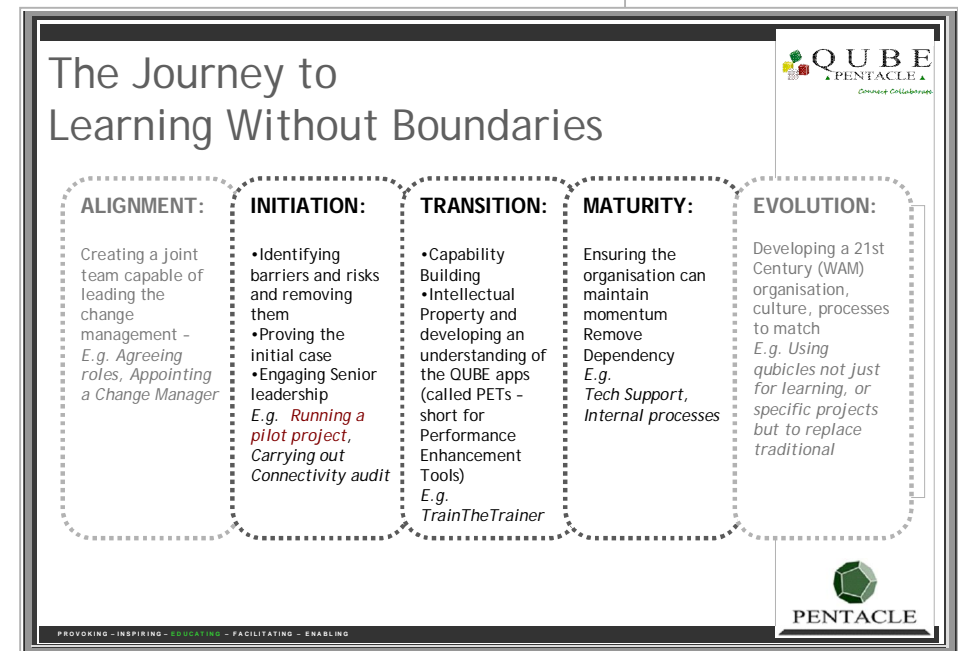 The Journey to
Learning Without Boundaries
QUBE
PENTACLE
Connect Collaborate
ALIGNMENT:
Creating a joint
team capable of
leading the
change
management –
E.g. Agreeing
roles, Appointing
a Change Manager
INITIATION:
•Identifying
barriers and risks
and removing
them
•Proving the
initial case
•Engaging Senior
leadership
E.g. Running a
pilot project,
Carrying out
Connectivity audit
TRANSITION:
•Capability
Building
•Intellectual
Property and
developing an
understanding of
the QUBE apps
(called PETs –
short for
Performance
Enhancement
Tools)
E.g.
TrainTheTrainer
MATURITY:
Ensuring the
organisation can
maintain
momentum
Remove
Dependency
E.g.
Tech Support,
Internal processes
EVOLUTION:
Developing a 21st
Century (WAM)
organisation,
culture, processes
to match
E.g. Using
qubicles not just
for learning, or
specific projects
but to replace
traditional
PENTACLE
PROVOKING – INSPIRING – EDUCATING – FACILITATING – ENABLING